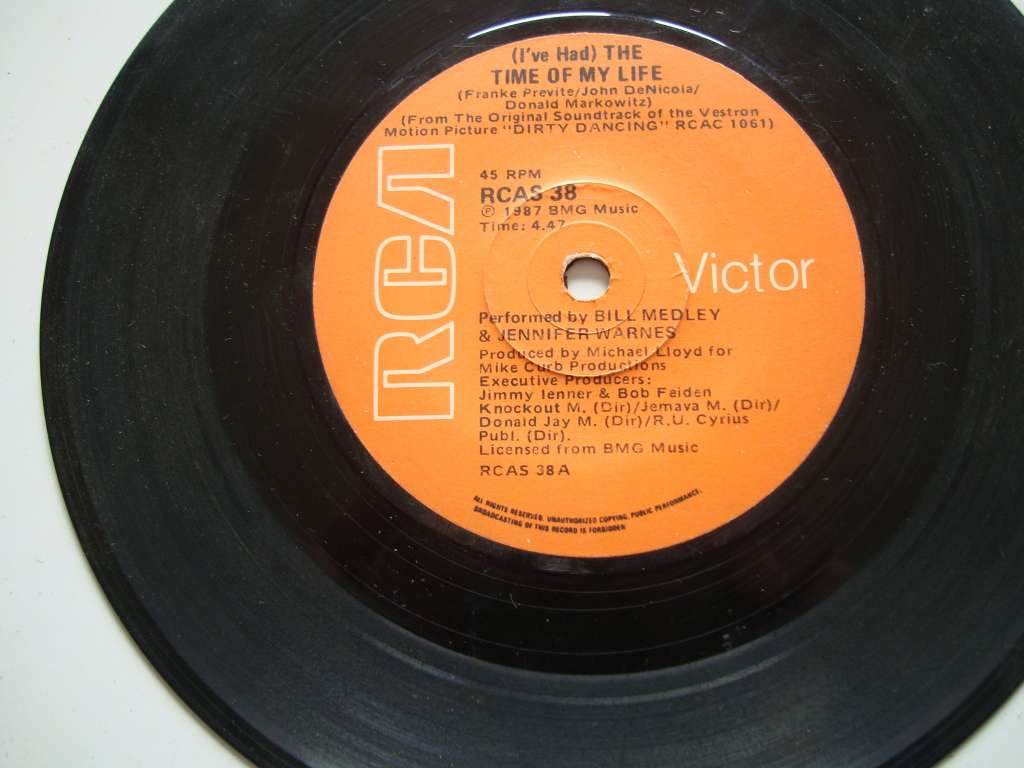 (I've Had) THE
TIME OF MY LIFE
(Franke Previte/John DeNicola/
Donald Markowitz)
(From The Original Soundtrack of the Vestron
Motion Picture "DIRTY DANCING" RCAC 1061)
RCA
45 RPM
RCAS 38
℗ 1987 BMG Music
Time: 4.47
Victor
Performed by BILL MEDLEY
& JENNIFER WARNES
Produced by Michael Lloyd for
Mike Curb Productions
Executive Producers:
Jimmy Ienner & Bob Feiden
Knockout M. (Dir)/Jemava M. (Dir)/
Donald Jay M. (Dir)/R.U. Cyrius
Publ. (Dir).
Licensed from BMG Music
RCAS 38A
ALL RIGHTS RESERVED. UNAUTHORIZED COPYING, PUBLIC PERFORMANCE,
BROADCASTING OF THIS RECORD IS FORBIDDEN